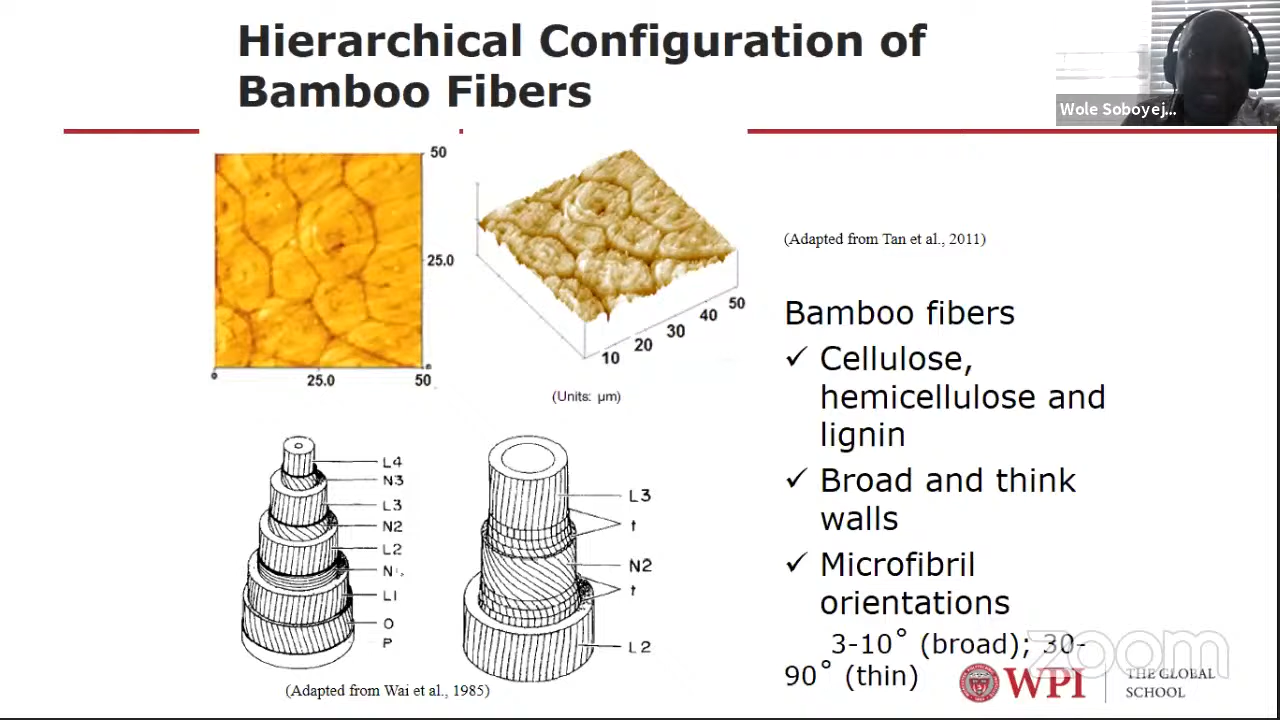 Hierarchical Configuration of
Bamboo Fibers
Wole Soboyej...
50
25.0
0
25.0
50
50
40
30
20
10
(Units: µm)
(Adapted from Tan et al., 2011)
Bamboo fibers
✓ Cellulose,
hemicellulose and
lignin
✓ Broad and think
walls
✓ Microfibril
orientations
3-10˚ (broad); 30-
90˚ (thin)
L4
N3
L3
N2
L2
L1
O
P
L3
t
N2
t
L2
(Adapted from Wai et al., 1985)
zoom
WPI
THE GLOBAL
SCHOOL